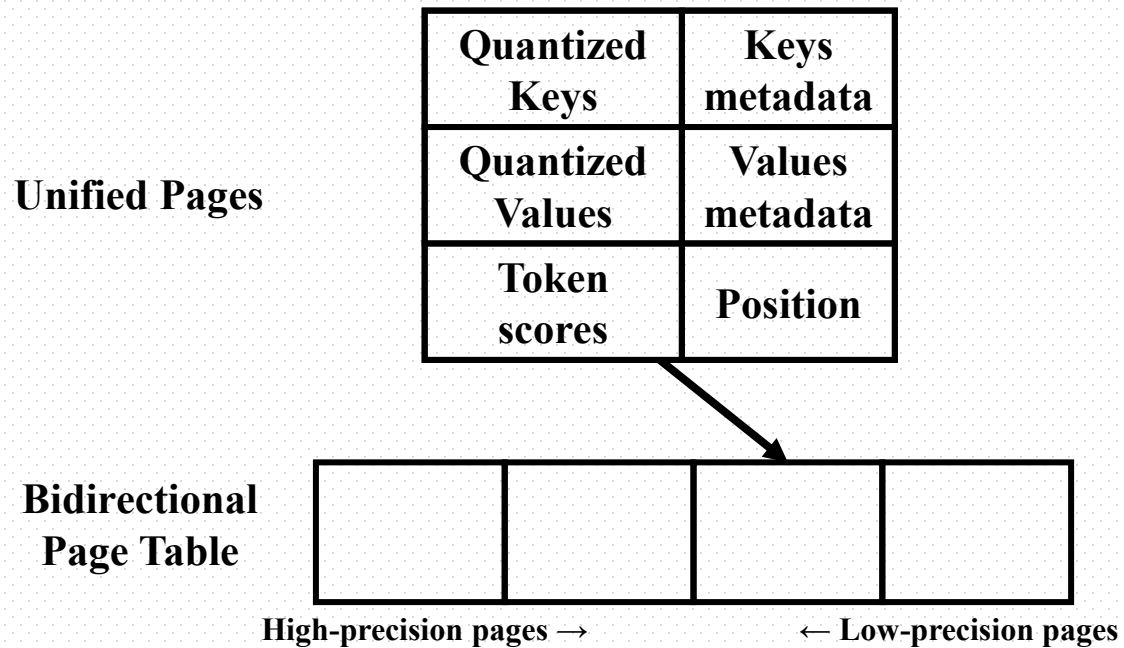 Quantized
Keys
Keys
metadata
Unified Pages
Quantized
Values
Values
metadata
Token
scores
Position
Bidirectional
Page Table
High-precision pages →
← Low-precision pages